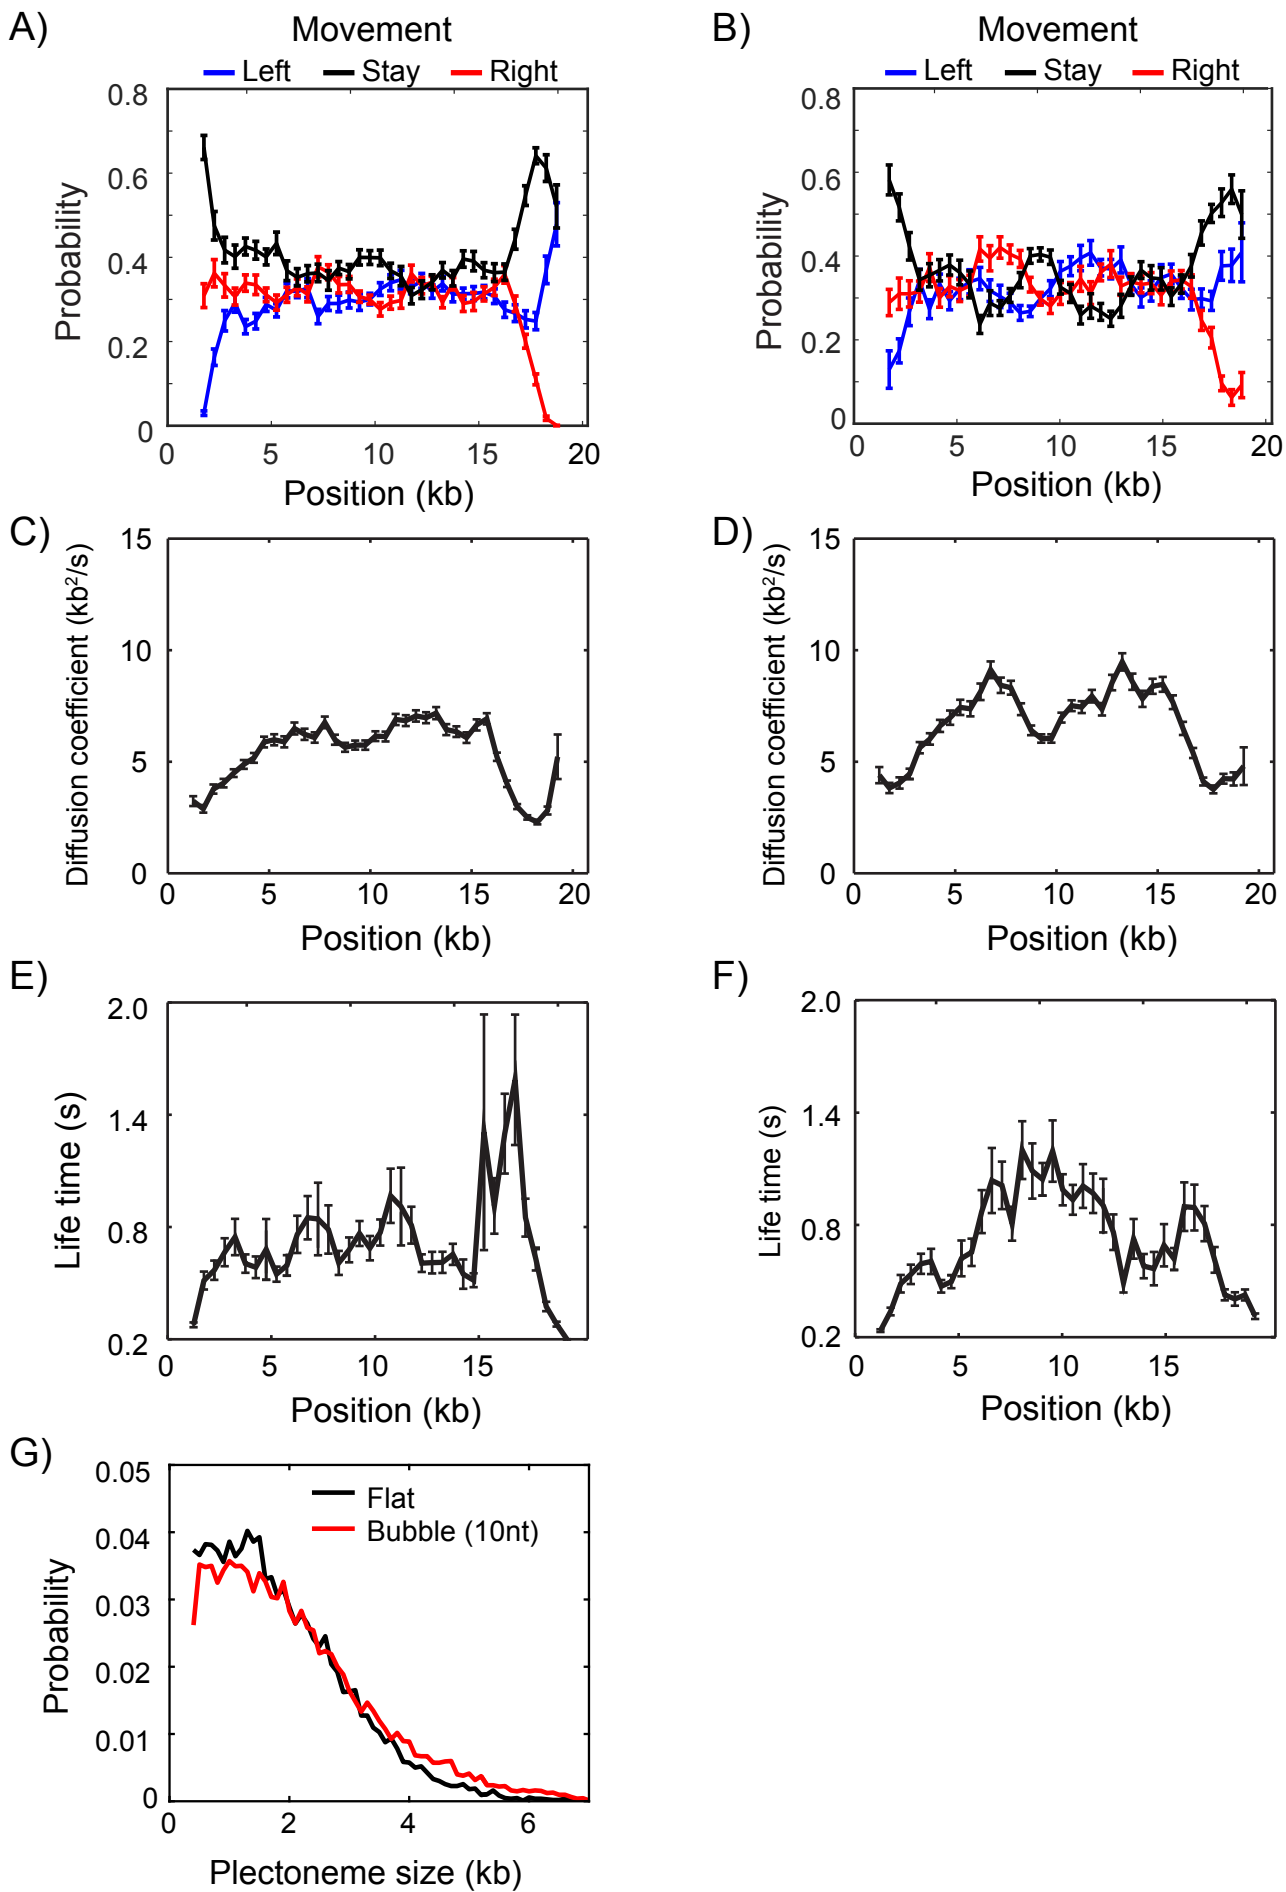 A)
Movement
Left Stay Right
0.8
0.6
0.4
0.2
0
Probability
0 5 10 15 20
Position (kb)
B)
Movement
Left Stay Right
0.8
0.6
0.4
0.2
0
Probability
0 5 10 15 20
Position (kb)
C)
15
10
5
0
Diffusion coefficient (kb²/s)
0 5 10 15 20
Position (kb)
D)
15
10
5
0
Diffusion coefficient (kb²/s)
0 5 10 15 20
Position (kb)
E)
2.0
1.4
0.8
0.2
Life time (s)
0 5 10 15
Position (kb)
F)
2.0
1.4
0.8
0.2
Life time (s)
0 5 10 15
Position (kb)
G)
0.05
0.04
0.03
0.02
0.01
0
Probability
Flat
Bubble (10nt)
0 2 4 6
Plectoneme size (kb)